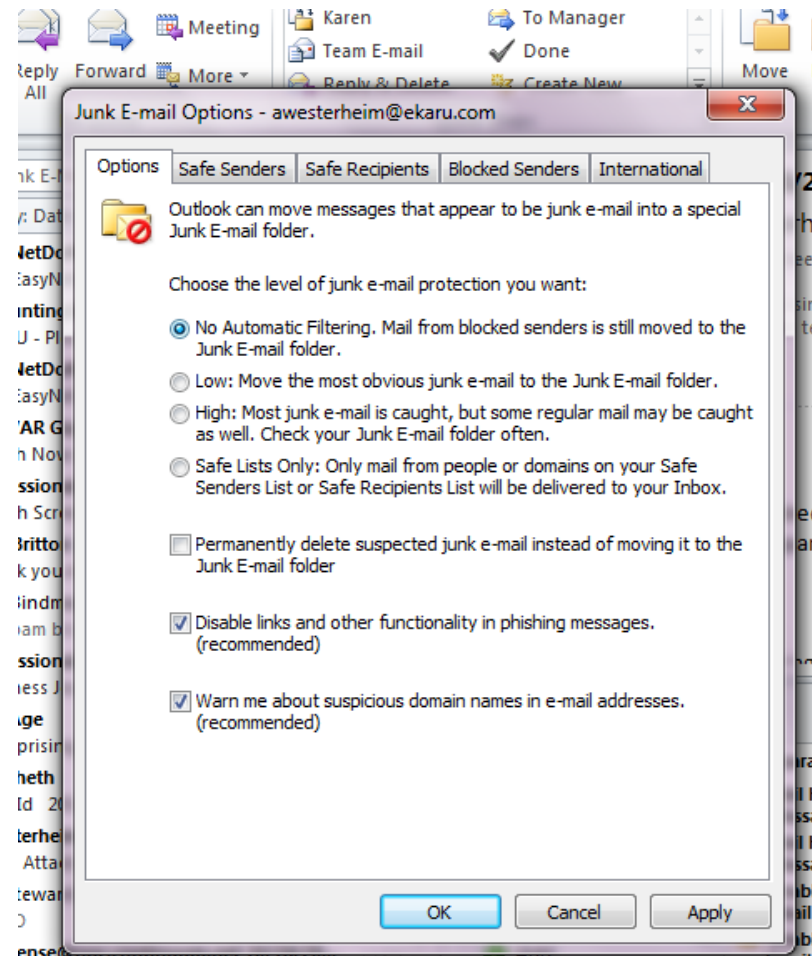 Karen
To Manager
Meeting
Team E-mail
Done
Reply
Forward
More
Reply & Delete
Create New
Move
All
Junk E-mail Options - awesterheim@ekaru.com
Options
Safe Senders
Safe Recipients
Blocked Senders
International
Outlook can move messages that appear to be junk e-mail into a special
Junk E-mail folder.
Choose the level of junk e-mail protection you want:
No Automatic Filtering. Mail from blocked senders is still moved to the
Junk E-mail folder.
Low: Move the most obvious junk e-mail to the Junk E-mail folder.
High: Most junk e-mail is caught, but some regular mail may be caught
as well. Check your Junk E-mail folder often.
Safe Lists Only: Only mail from people or domains on your Safe
Senders List or Safe Recipients List will be delivered to your Inbox.
Permanently delete suspected junk e-mail instead of moving it to the
Junk E-mail folder
Disable links and other functionality in phishing messages.
(recommended)
Warn me about suspicious domain names in e-mail addresses.
(recommended)
OK
Cancel
Apply